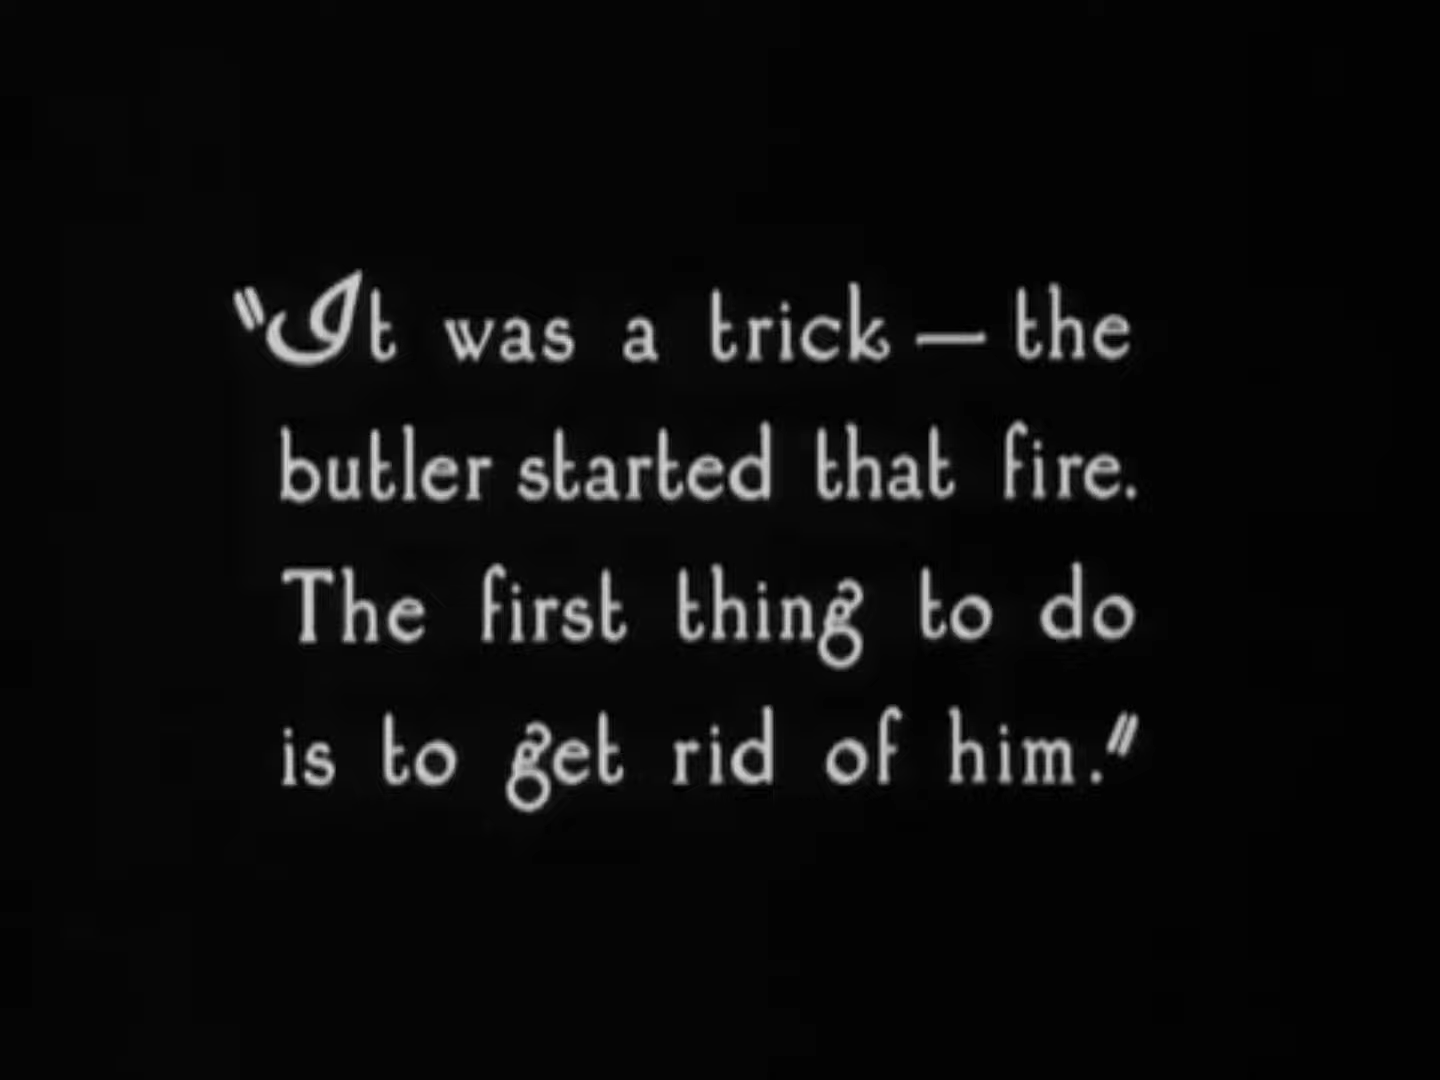 "It was a trick — the
butler started that fire.
The first thing to do
is to get rid of him."